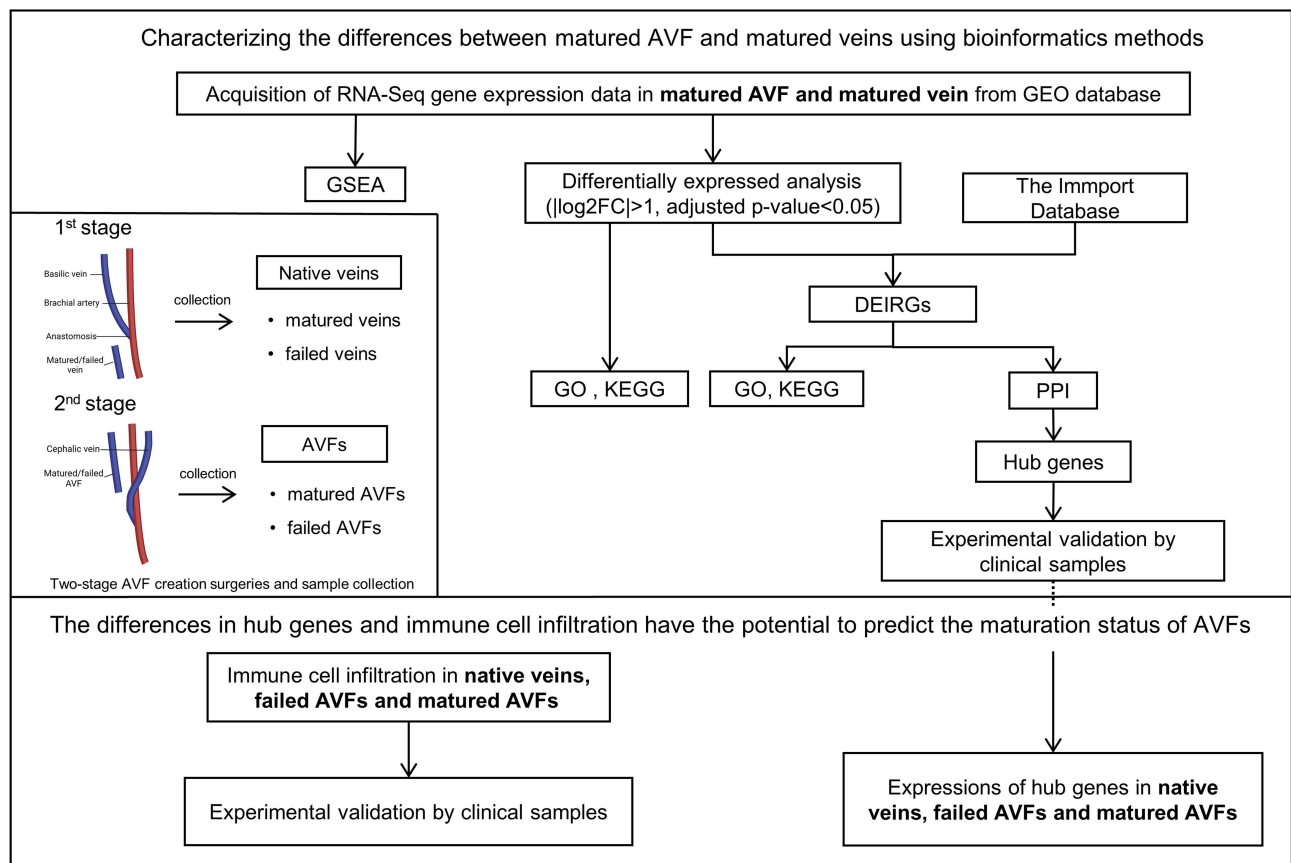 Characterizing the differences between matured AVF and matured veins using bioinformatics methods
Acquisition of RNA-Seq gene expression data in matured AVF and matured vein from GEO database
GSEA
Differentially expressed analysis
(|log2FC|>1, adjusted p-value<0.05)
The Immport
Database
DEIRGs
GO , KEGG
GO, KEGG
PPI
Hub genes
Experimental validation by
clinical samples
1st stage
Basilic vein
Brachial artery
Anastomosis
Matured/failed
vein
collection
Native veins
• matured veins
• failed veins
2nd stage
Cephalic vein
Matured/failed
AVF
collection
AVFs
• matured AVFs
• failed AVFs
Two-stage AVF creation surgeries and sample collection
The differences in hub genes and immune cell infiltration have the potential to predict the maturation status of AVFs
Immune cell infiltration in native veins,
failed AVFs and matured AVFs
Experimental validation by clinical samples
Expressions of hub genes in native
veins, failed AVFs and matured AVFs